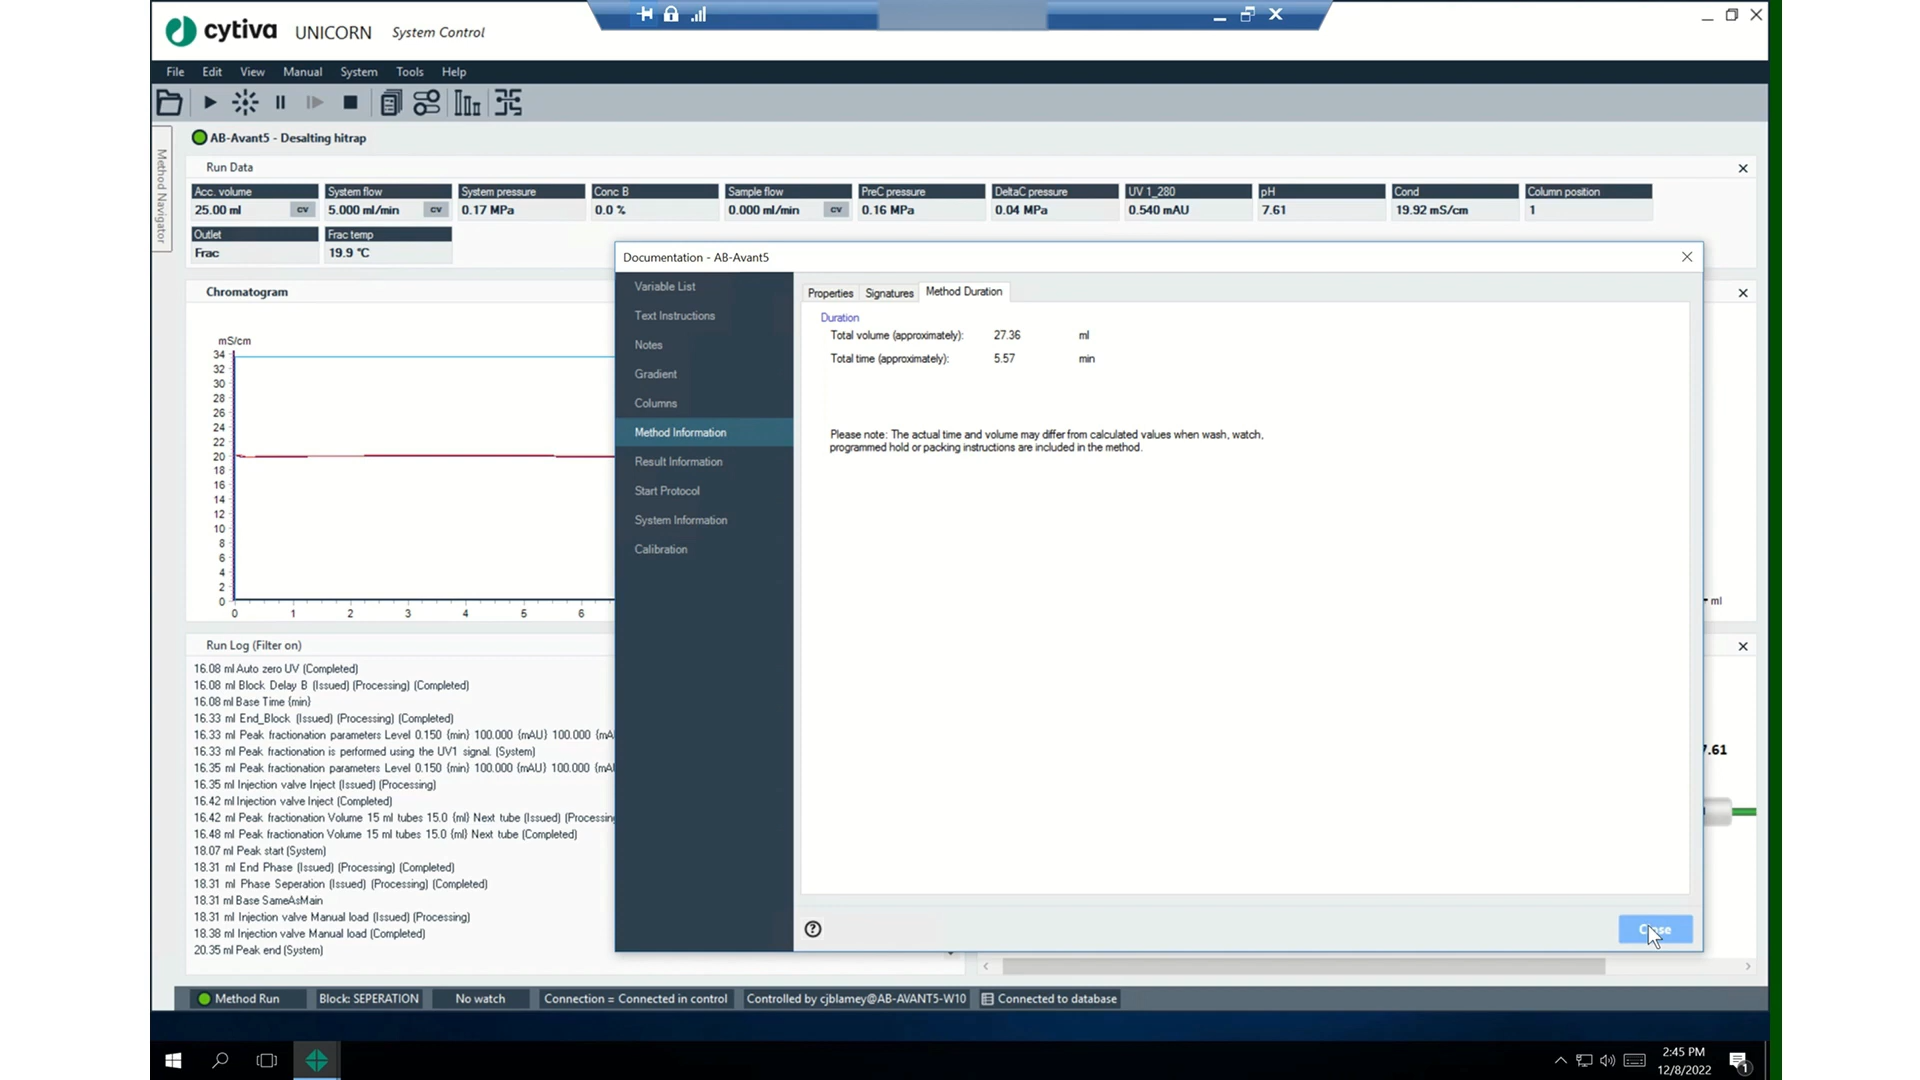 cytiva UNICORN System Control
File Edit View Manual System Tools Help
Method Navigator
AB-Avant5 - Desalting hitrap
Run Data
Acc. volume System flow System pressure Conc B Sample flow PreC pressure DeltaC pressure UV 1_280 pH Cond Column position
25.00 ml CV 5.000 ml/min CV 0.17 MPa 0.0 % 0.000 ml/min CV 0.16 MPa 0.04 MPa 0.540 mAU 7.61 19.92 mS/cm 1
Outlet Frac temp
Frac 19.9 °C
Documentation - AB-Avant5
Variable List
Text Instructions
Notes
Gradient
Columns
Method Information
Result Information
Start Protocol
System Information
Calibration
Properties Signatures Method Duration
Duration
Total volume (approximately): 27.36 ml
Total time (approximately): 5.57 min
Please note: The actual time and volume may differ from calculated values when wash, watch,
programmed hold or packing instructions are included in the method.
Chromatogram
mS/cm
34
32
30
28
26
24
22
20
18
16
14
12
10
8
6
4
2
0
0 1 2 3 4 5 6
ml
Run Log (Filter on)
16.08 ml Auto zero UV (Completed)
16.08 ml Block Delay B (Issued) (Processing) (Completed)
16.08 ml Base Time {min}
16.33 ml End_Block (Issued) (Processing) (Completed)
16.33 ml Peak fractionation parameters Level 0.150 {min} 100.000 {mAU} 100.000 {mA
16.33 ml Peak fractionation is performed using the UV1 signal. (System)
16.35 ml Peak fractionation parameters Level 0.150 {min} 100.000 {mAU} 100.000 {mA
16.35 ml Injection valve Inject (Issued) (Processing)
16.42 ml Injection valve Inject (Completed)
16.42 ml Peak fractionation Volume 15 ml tubes 15.0 {ml} Next tube (Issued) (Processing
16.48 ml Peak fractionation Volume 15 ml tubes 15.0 {ml} Next tube (Completed)
18.07 ml Peak start (System)
18.31 ml End Phase (Issued) (Processing) (Completed)
18.31 ml Phase Seperation (Issued) (Processing) (Completed)
18.31 ml Base SameAsMain
18.31 ml Injection valve Manual load (Issued) (Processing)
18.38 ml Injection valve Manual load (Completed)
20.35 ml Peak end (System)
7.61
Close
Method Run Block: SEPERATION No watch Connection = Connected in control Controlled by cjblamey@AB-AVANT5-W10 Connected to database
2:45 PM
12/8/2022
1